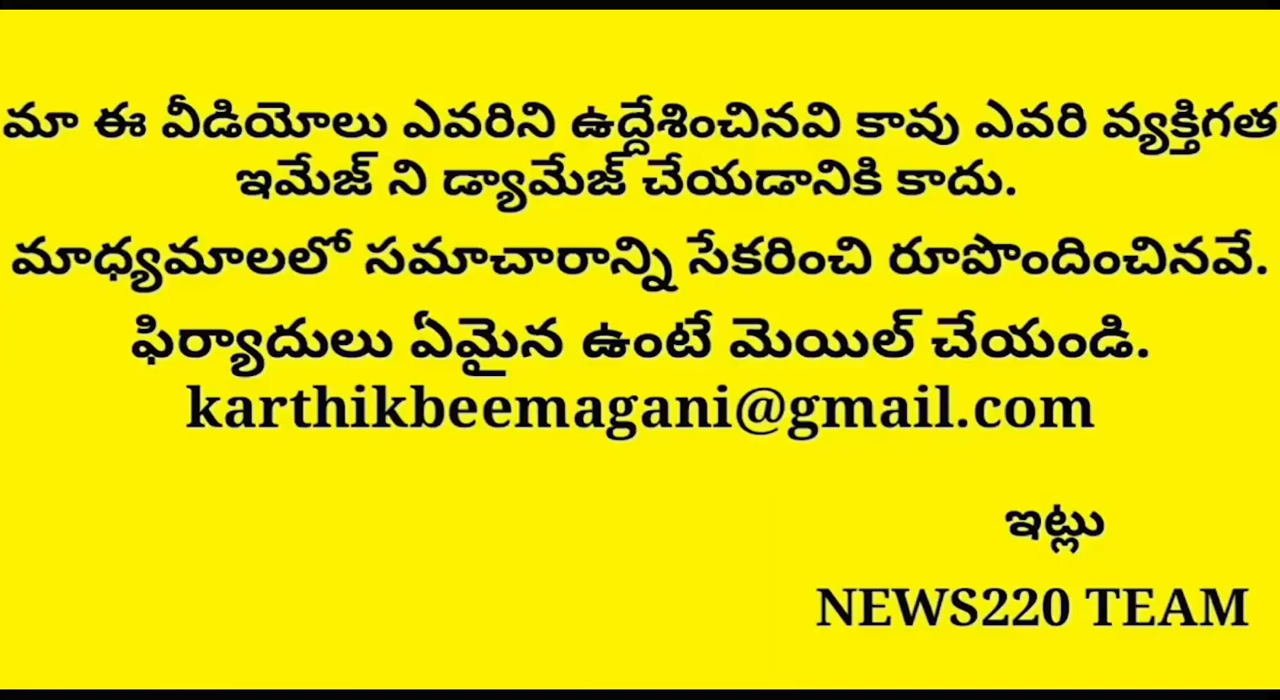 మా ఈ వీడియోలు ఎవరిని ఉద్దేశించినవి కావు ఎవరి వ్యక్తిగత
ఇమేజ్ ని డ్యామేజ్ చేయడానికి కాదు.
మాధ్యమాలలో సమాచారాన్ని సేకరించి రూపొందించినవే.
ఫిర్యాదులు ఏమైన ఉంటే మెయిల్ చేయండి.
karthikbeemagani@gmail.com
ఇట్లు
NEWS220 TEAM